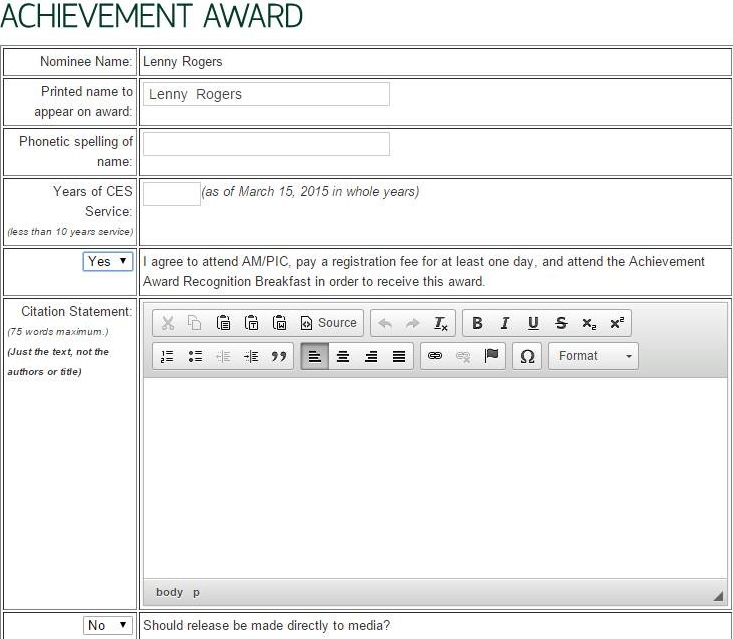 ACHIEVEMENT AWARD
Nominee Name: Lenny Rogers
Printed name to
appear on award:
Lenny Rogers
Phonetic spelling of
name:
Years of CES
Service:
(less than 10 years service)
(as of March 15, 2015 in whole years)
Yes
I agree to attend AM/PIC, pay a registration fee for at least one day, and attend the Achievement
Award Recognition Breakfast in order to receive this award.
Citation Statement:
(75 words maximum.)
(Just the text, not the
authors or title)
Source
B I U S x₂ x²
Ω Format
body p
No
Should release be made directly to media?